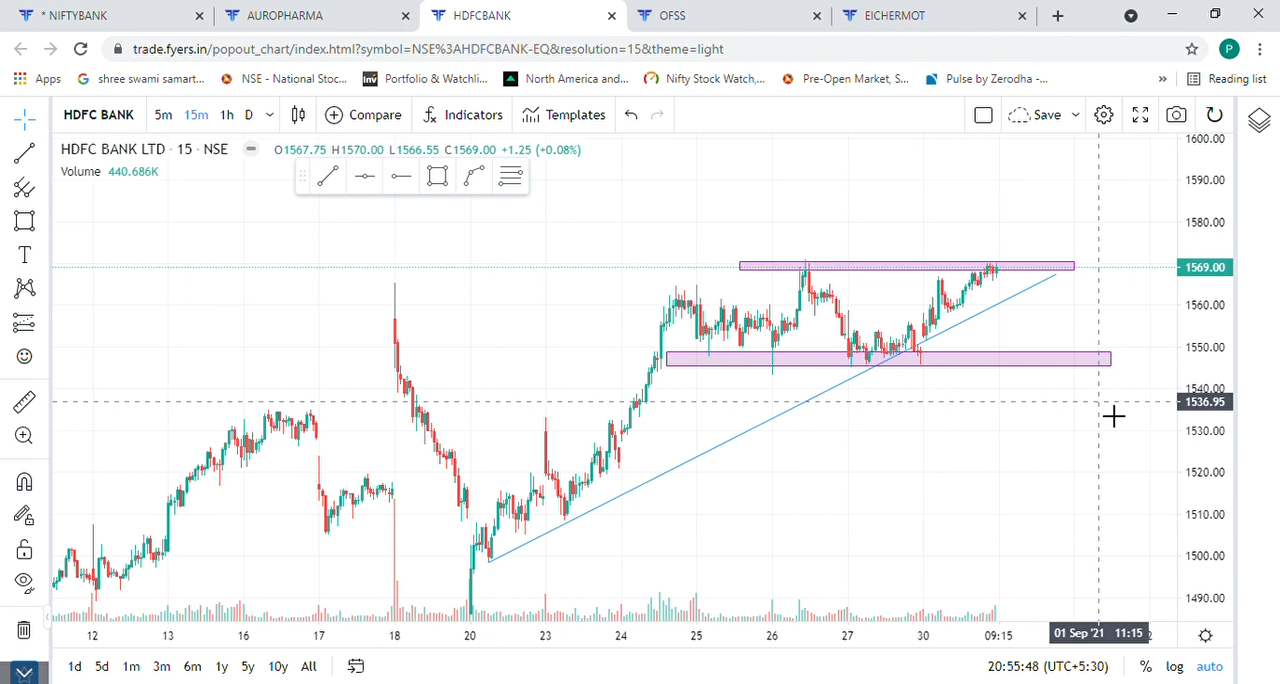 * NIFTYBANK
AUROPHARMA
HDFCBANK
OFSS
EICHERMOT
trade.fyers.in/popout_chart/index.html?symbol=NSE%3AHDFCBANK-EQ&resolution=15&theme=light
P
Apps
shree swami samart...
NSE - National Stoc...
Inv
Portfolio & Watchli...
North America and...
Nifty Stock Watch,...
Pre-Open Market, S...
Pulse by Zerodha -...
»
Reading list
HDFC BANK
5m
15m
1h
D
Compare
Indicators
Templates
Save
HDFC BANK LTD · 15 · NSE
O1567.75 H1570.00 L1566.55 C1569.00 +1.25 (+0.08%)
Volume 440.686K
T
1600.00
1590.00
1580.00
1569.00
1560.00
1550.00
1540.00
1536.95
1530.00
1520.00
1510.00
1500.00
1490.00
12
13
16
17
18
20
23
24
25
26
27
30
09:15
01 Sep '21 11:15
2
1d
5d
1m
3m
6m
1y
5y
10y
All
20:55:48 (UTC+5:30)
%
log
auto